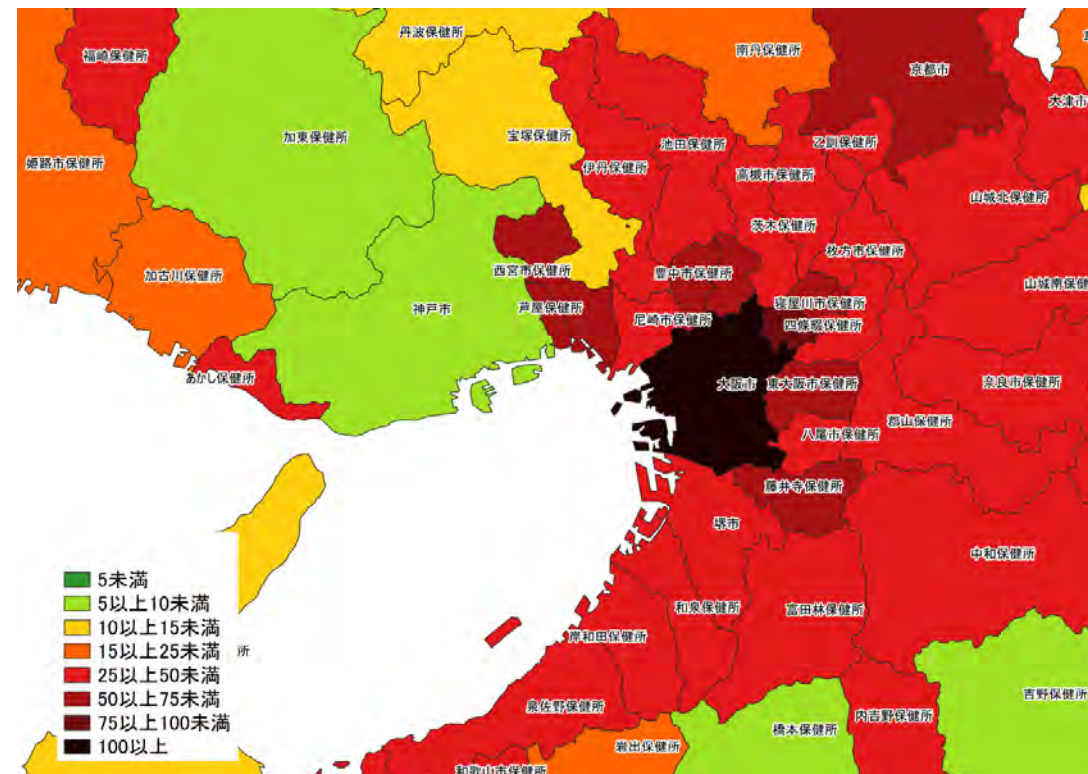 丹波保健所
福崎保健所
南丹保健所
京都市
大津市
加東保健所
宝塚保健所
池田保健所
乙訓保健所
姫路市保健所
伊丹保健所
高槻市保健所
山城北保健所
茨木保健所
枚方市保健所
加古川保健所
西宮市保健所
豊中市保健所
山城南保健
神戸市
芦屋保健所
尼崎市保健所
寝屋川市保健所
四條畷保健所
あかし保健所
大阪市
東大阪市保健所
奈良市保健所
郡山保健所
八尾市保健所
藤井寺保健所
堺市
中和保健所
和泉保健所
富田林保健所
岸和田保健所
吉野保健所
泉佐野保健所
内吉野保健所
橋本保健所
岩出保健所
和歌山市保健所
5未満
5以上10未満
10以上15未満
15以上25未満
所
25以上50未満
50以上75未満
75以上100未満
100以上